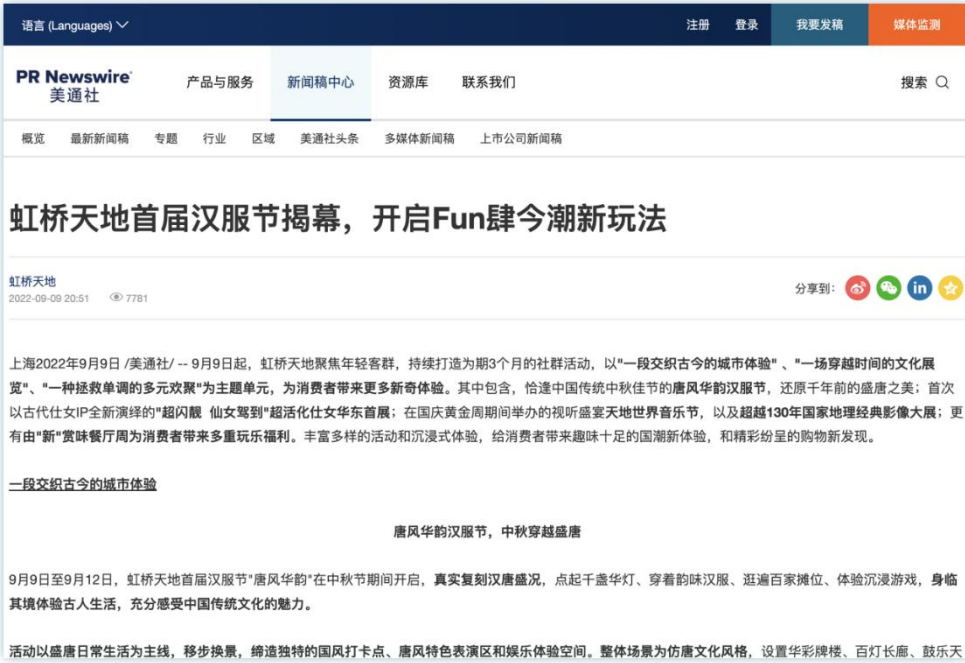 语言 (Languages)
注册 登录 我要发稿 媒体监测
PR Newswire
美通社
产品与服务 新闻稿中心 资源库 联系我们 搜索
概览 最新新闻稿 专题 行业 区域 美通社头条 多媒体新闻稿 上市公司新闻稿
虹桥天地首届汉服节揭幕，开启Fun肆今潮新玩法
虹桥天地
2022-09-09 20:51 7781
分享到：
上海2022年9月9日 /美通社/ -- 9月9日起，虹桥天地聚焦年轻客群，持续打造为期3个月的社群活动，以"一段交织古今的城市体验"、"一场穿越时间的文化展
览"、"一种拯救单调的多元欢聚"为主题单元，为消费者带来更多新奇体验。其中包含，恰逢中国传统中秋佳节的唐风华韵汉服节，还原千年前的盛唐之美；首次
以古代仕女IP全新演绎的"超闪靓 仙女驾到"超活化仕女华东首展；在国庆黄金周期间举办的视听盛宴天地世界音乐节，以及超越130年国家地理经典影像大展；更
有由"新"赏味餐厅周为消费者带来多重玩乐福利。丰富多样的活动和沉浸式体验，给消费者带来趣味十足的国潮新体验，和精彩纷呈的购物新发现。
一段交织古今的城市体验
唐风华韵汉服节，中秋穿越盛唐
9月9日至9月12日，虹桥天地首届汉服节"唐风华韵"在中秋节期间开启，真实复刻汉唐盛况，点起千盏华灯、穿着韵味汉服、逛遍百家摊位、体验沉浸游戏，身临
其境体验古人生活，充分感受中国传统文化的魅力。
活动以盛唐日常生活为主线，移步换景，缔造独特的国风打卡点、唐风特色表演区和娱乐体验空间。整体场景为仿唐文化风格，设置华彩牌楼、百灯长廊、鼓乐天